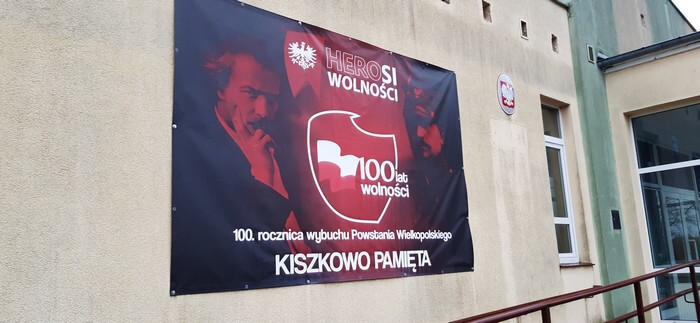 HEROSI
WOLNOŚCI
100 lat
wolności
100. rocznica wybuchu Powstania Wielkopolskiego
KISZKOWO PAMIĘTA